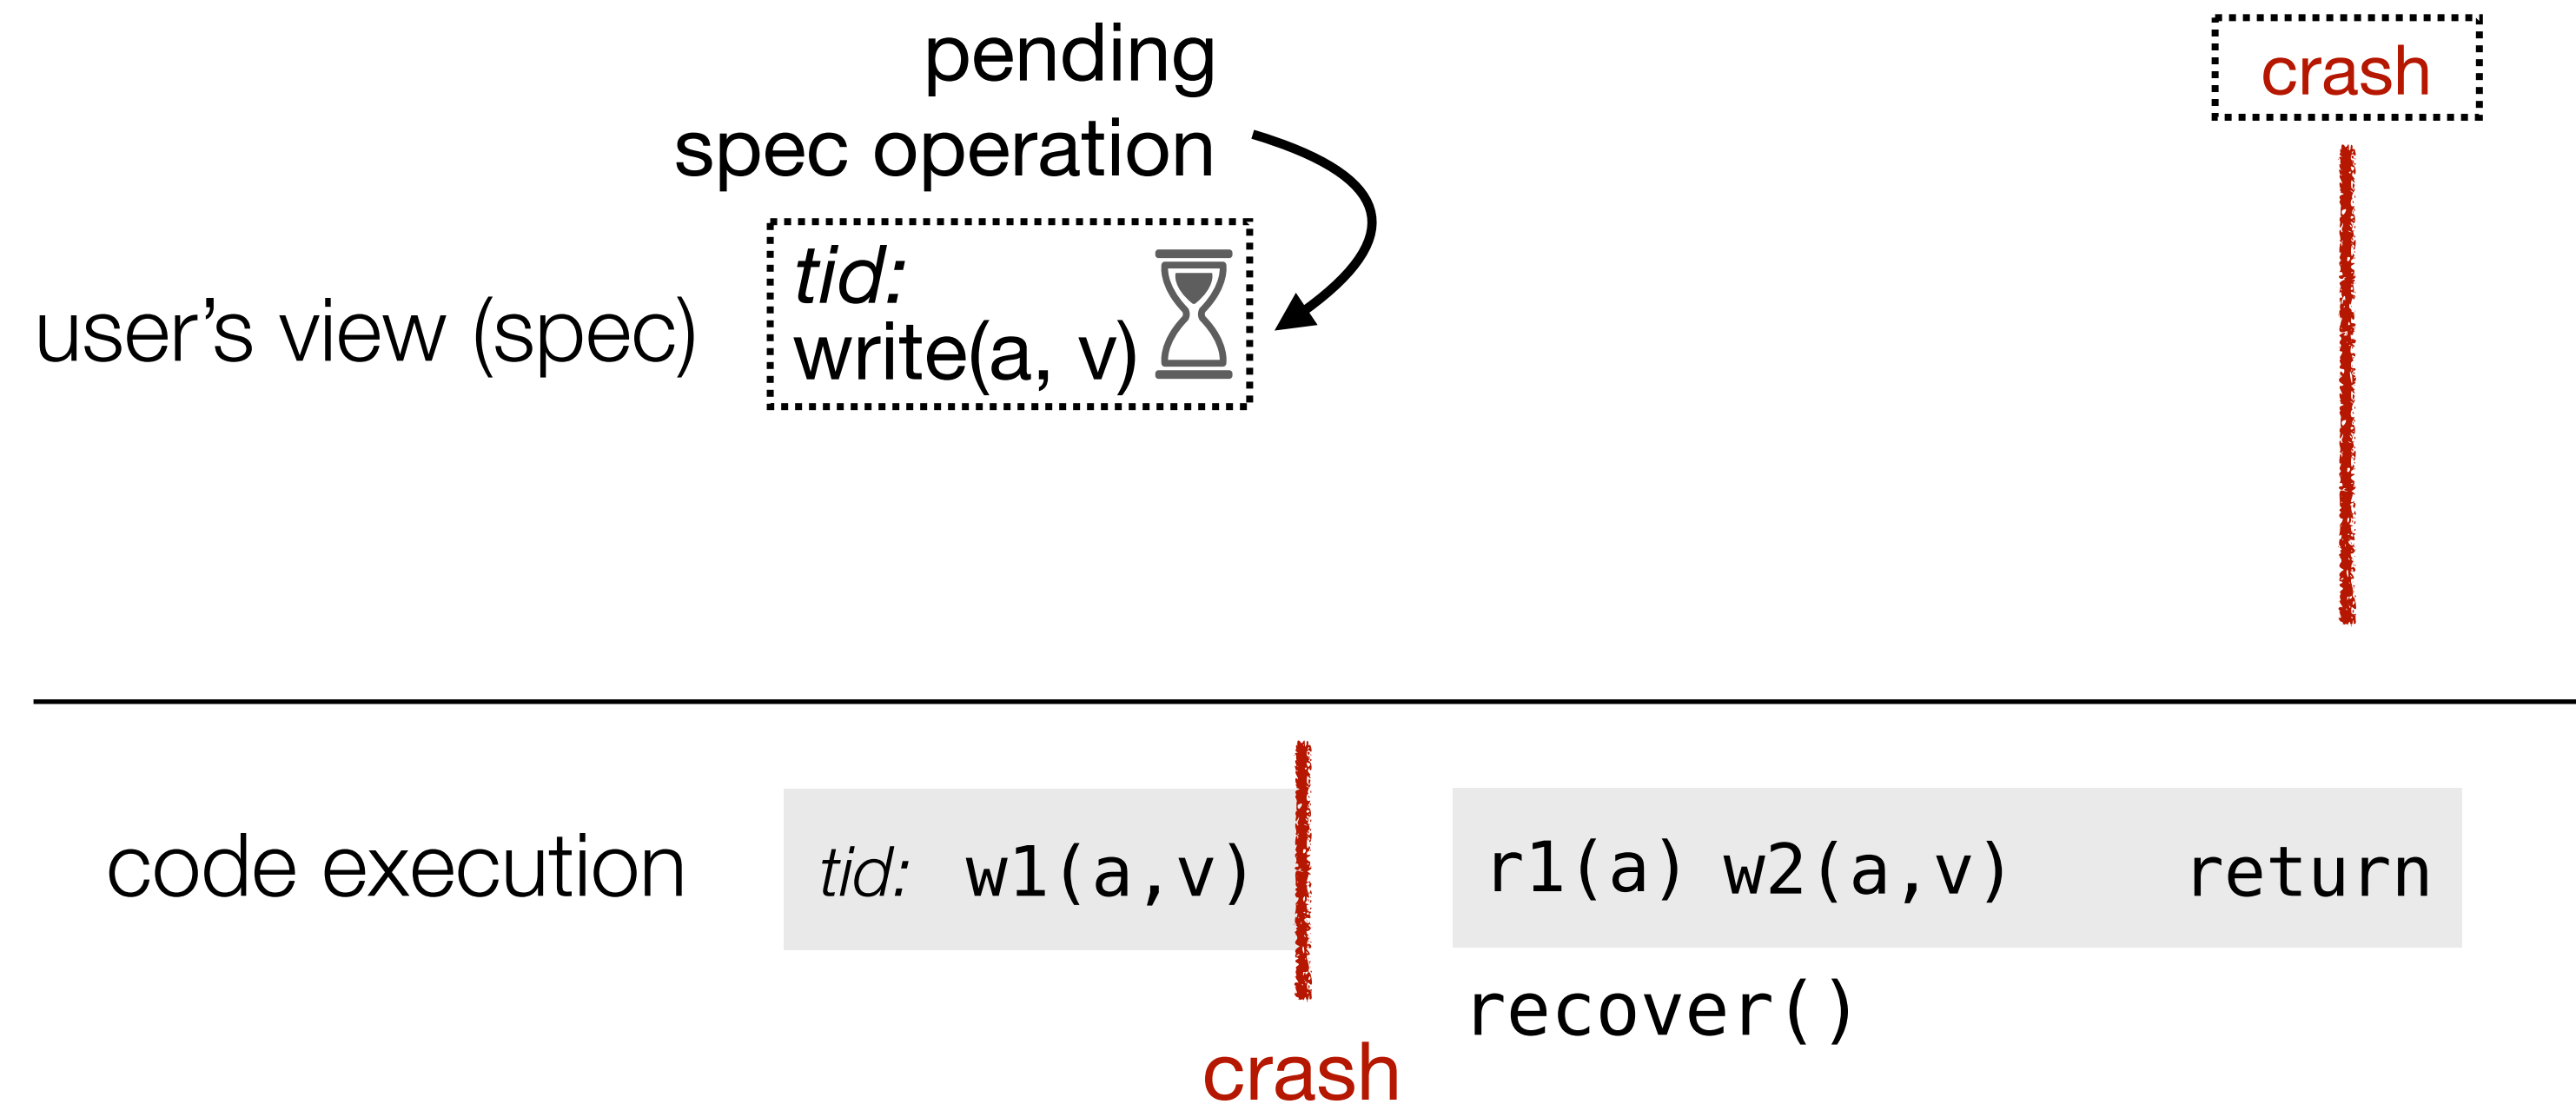 pending
spec operation
crash
user’s view (spec)
tid:
write(a, v)
code execution
tid: w1(a,v)
r1(a) w2(a,v) return
recover()
crash